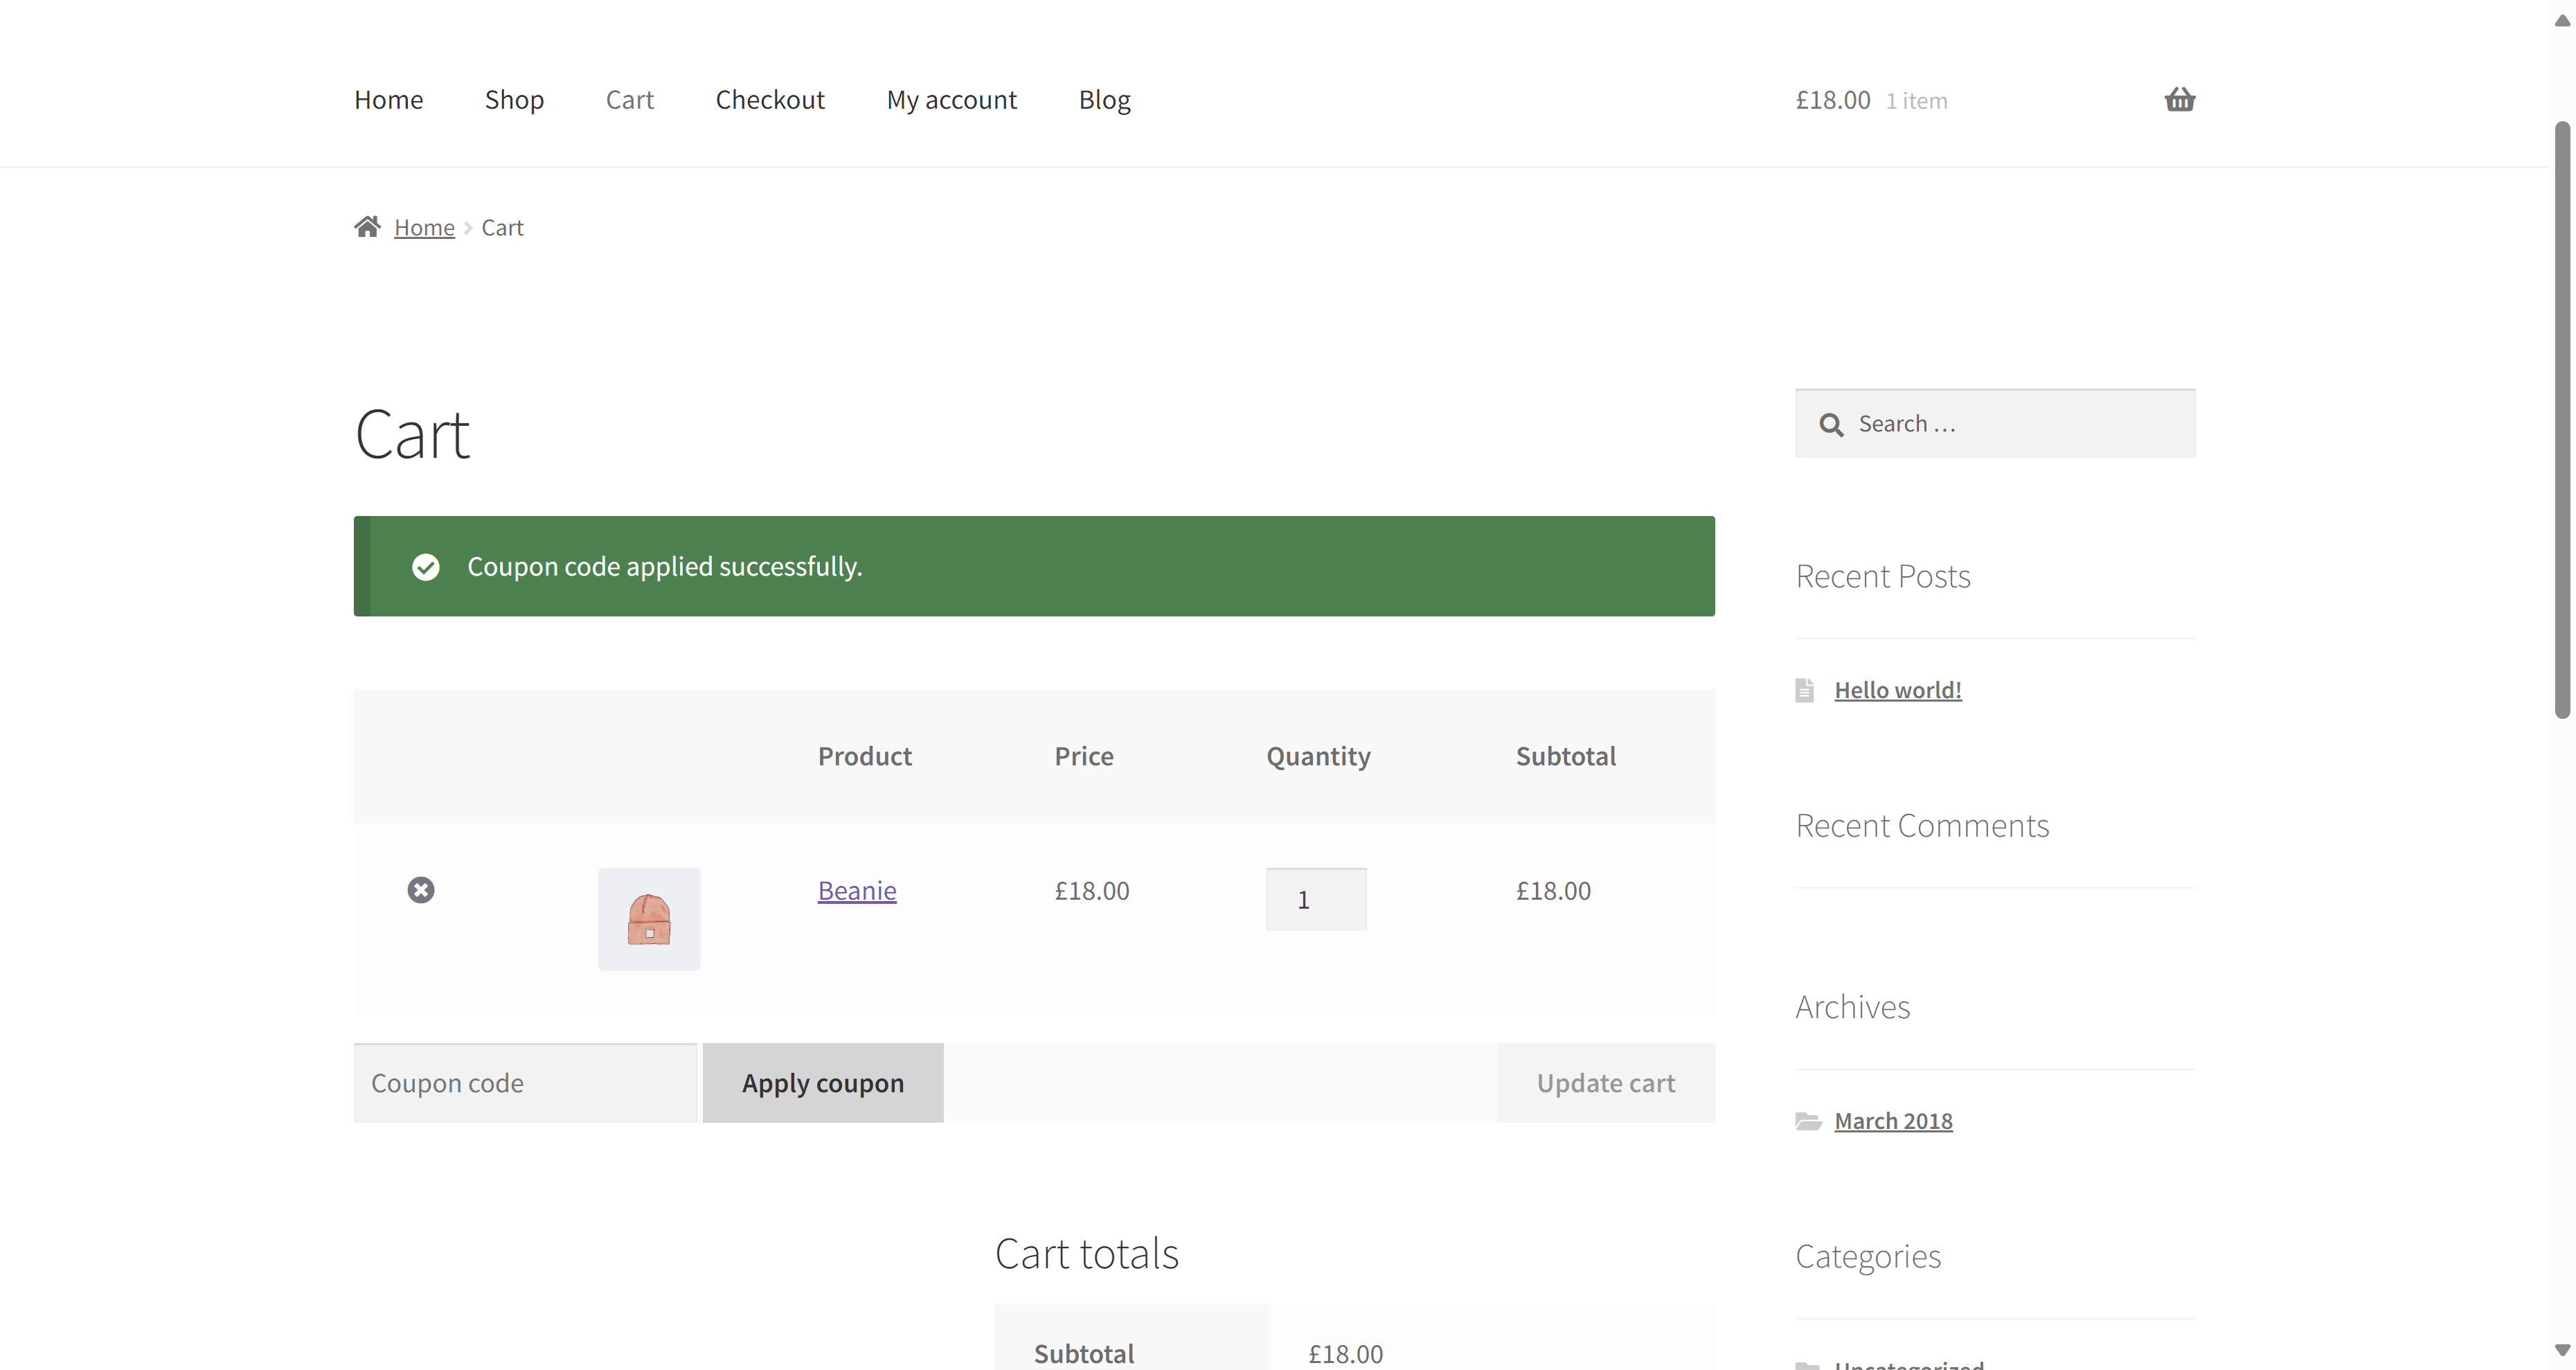 Home Shop Cart Checkout My account Blog £18.00 1 item
Home Cart
Cart
Search …
Coupon code applied successfully.
Recent Posts
Hello world!
Product Price Quantity Subtotal
Recent Comments
Beanie £18.00 1 £18.00
Archives
Coupon code Apply coupon Update cart
March 2018
Cart totals
Categories
Subtotal £18.00
Uncategorized